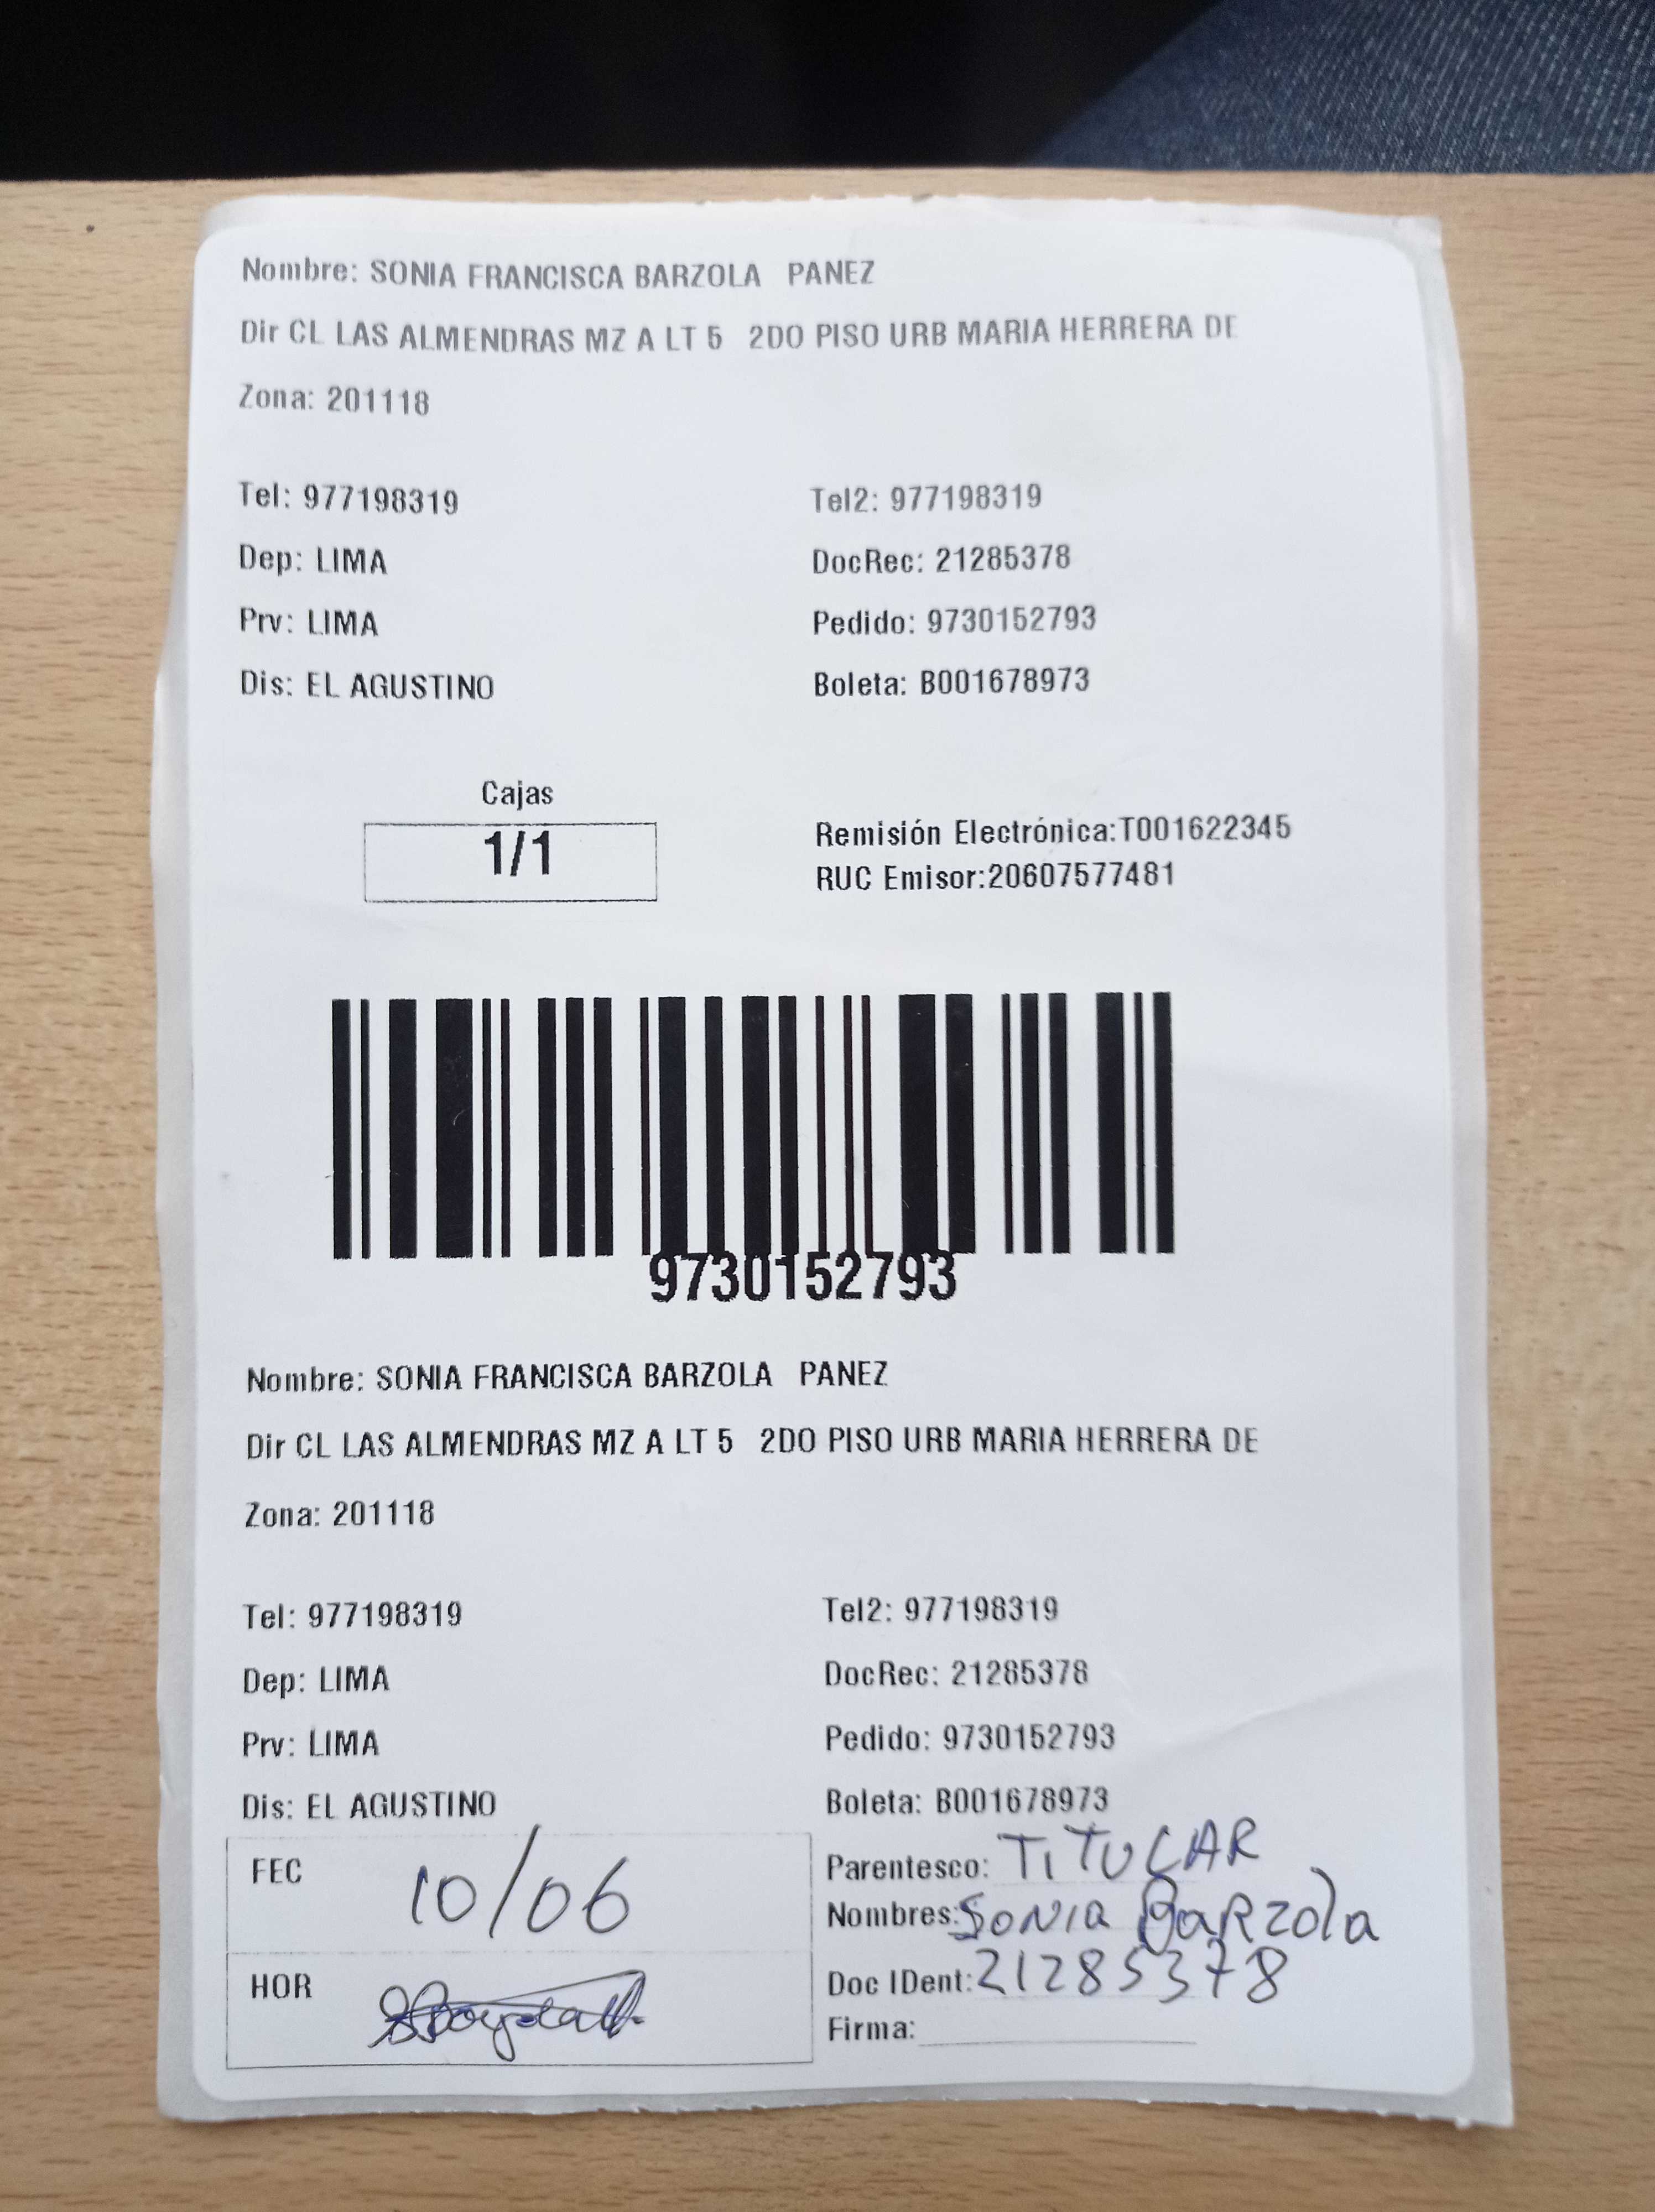 Nombre: SONIA FRANCISCA BARZOLA PANEZ
Dir CL LAS ALMENDRAS MZ A LT 5 2DO PISO URB MARIA HERRERA DE
Zona: 201118
Tel: 977198319 Tel2: 977198319
Dep: LIMA DocRec: 21285378
Prv: LIMA Pedido: 9730152793
Dis: EL AGUSTINO Boleta: B001678973
Cajas
1/1
Remisión Electrónica:T001622345
RUC Emisor:20607577481
9730152793
Nombre: SONIA FRANCISCA BARZOLA PANEZ
Dir CL LAS ALMENDRAS MZ A LT 5 2DO PISO URB MARIA HERRERA DE
Zona: 201118
Tel: 977198319 Tel2: 977198319
Dep: LIMA DocRec: 21285378
Prv: LIMA Pedido: 9730152793
Dis: EL AGUSTINO Boleta: B001678973
FEC 10/06
HOR
Parentesco: TITULAR
Nombres: SONIA BARZOLA
Doc IDent: 21285378
Firma: